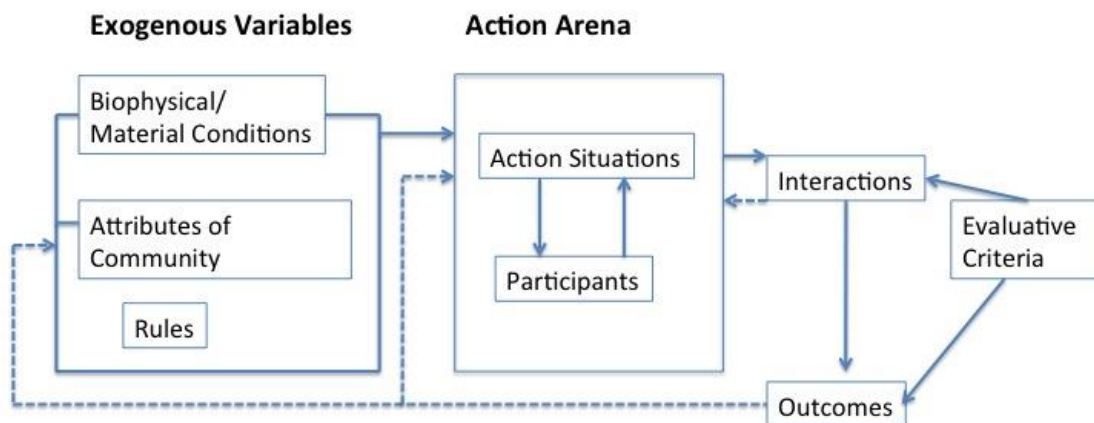 Exogenous Variables
Action Arena
Biophysical/
Material Conditions
Attributes of
Community
Rules
Action Situations
Participants
Interactions
Evaluative
Criteria
Outcomes